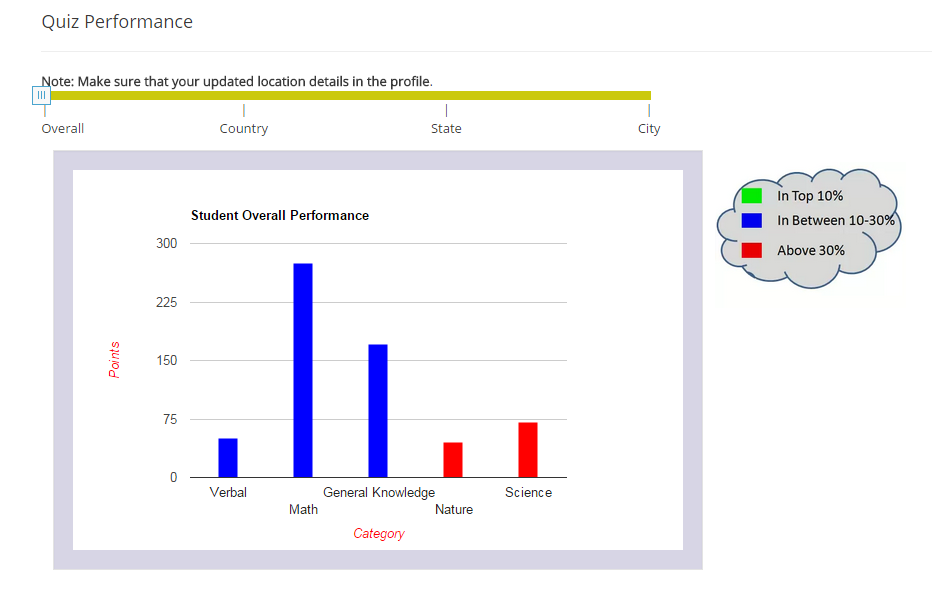 Quiz Performance
Note: Make sure that your updated location details in the profile.
Overall Country State City
In Top 10%
In Between 10-30%
Above 30%
Student Overall Performance
300
225
150
75
0
Points
Verbal General Knowledge Science
Math Nature
Category